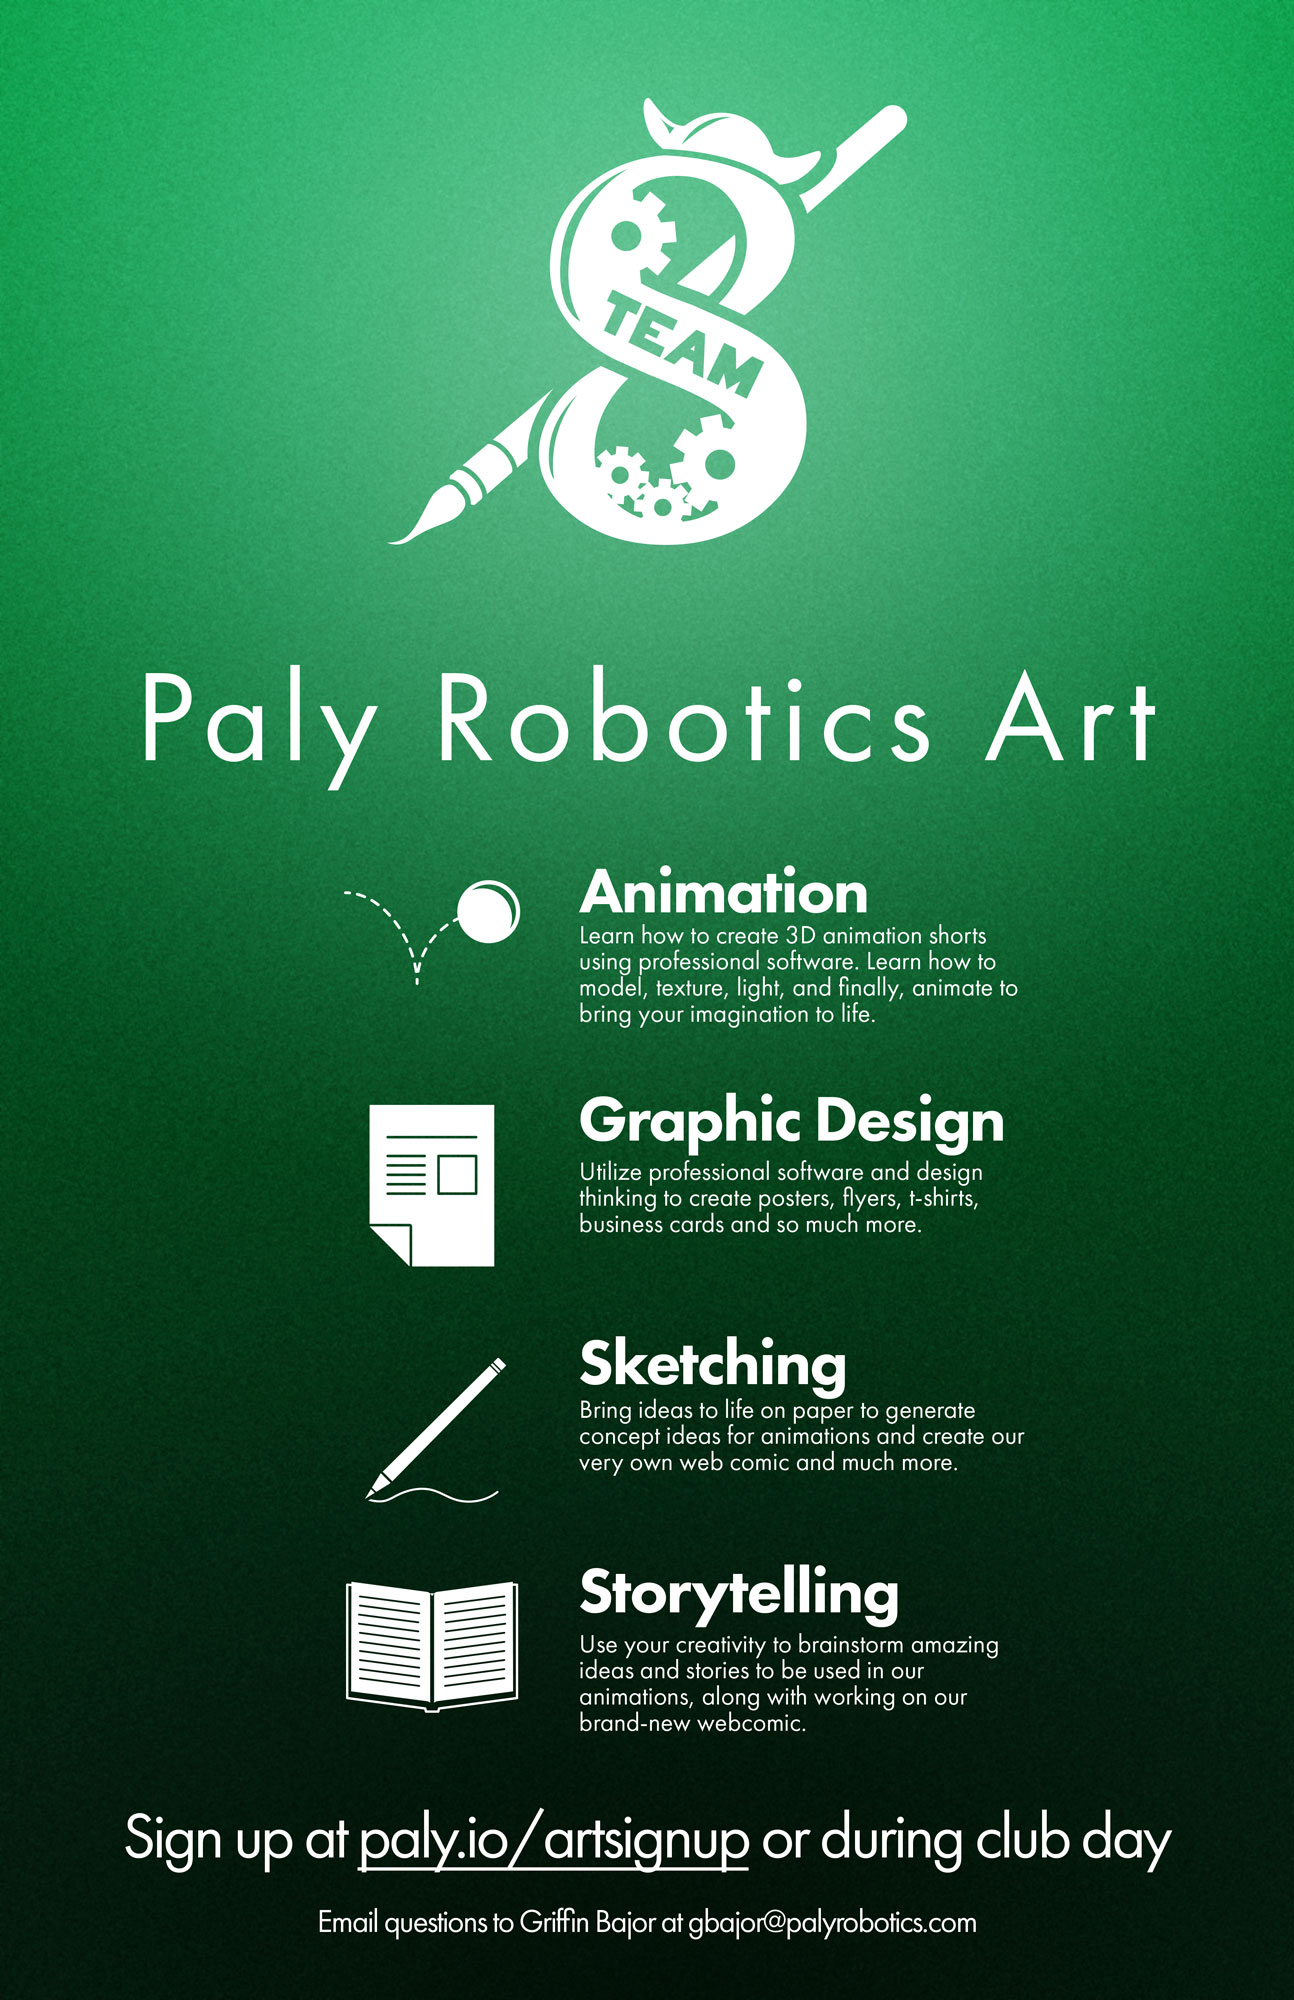 TEAM
Paly Robotics Art
Animation
Learn how to create 3D animation shorts
using professional software. Learn how to
model, texture, light, and finally, animate to
bring your imagination to life.
Graphic Design
Utilize professional software and design
thinking to create posters, flyers, t-shirts,
business cards and so much more.
Sketching
Bring ideas to life on paper to generate
concept ideas for animations and create our
very own web comic and much more.
Storytelling
Use your creativity to brainstorm amazing
ideas and stories to be used in our
animations, along with working on our
brand-new webcomic.
Sign up at paly.io/artsignup or during club day
Email questions to Griffin Bajor at gbajor@palyrobotics.com